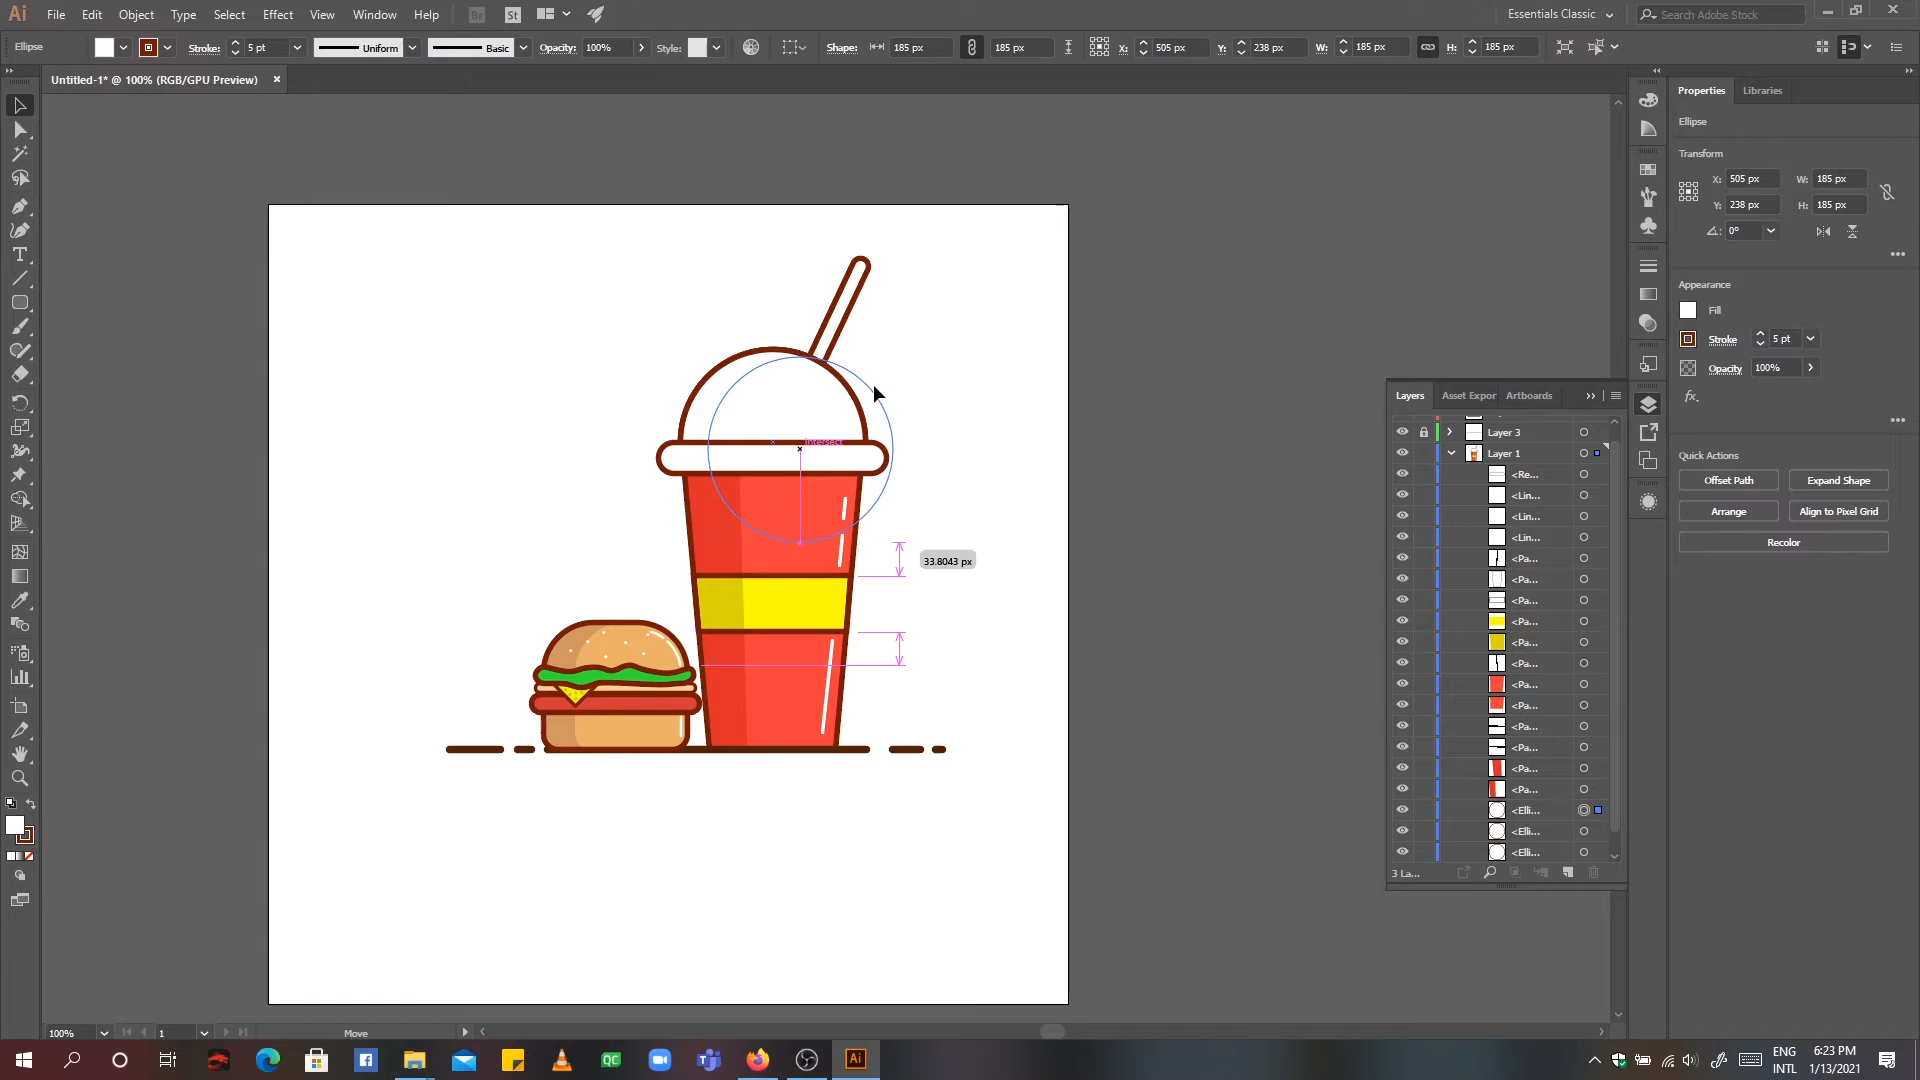 Ai File Edit Object Type Select Effect View Window Help Br St Essentials Classic Search Adobe Stock
Ellipse Stroke: 5 pt Uniform Basic Opacity: 100% Style: Shape: 185 px 185 px X: 505 px Y: 238 px W: 185 px H: 185 px
Untitled-1* @ 100% (RGB/GPU Preview)
Properties Libraries
Ellipse
Transform
X: 505 px W: 185 px
Y: 238 px H: 185 px
0°
Appearance
Fill
Stroke 5 pt
Opacity 100%
fx.
Quick Actions
Offset Path Expand Shape
Arrange Align to Pixel Grid
Recolor
intersect
33.8043 px
Layers Asset Expor Artboards
Layer 3
Layer 1
<Re...
<Lin...
<Lin...
<Lin...
<Pa...
<Pa...
<Pa...
<Pa...
<Pa...
<Pa...
<Pa...
<Pa...
<Pa...
<Pa...
<Pa...
<Pa...
<Elli...
<Elli...
<Elli...
3 La...
100% 1 Move
QC Ai
ENG 6:23 PM
INTL 1/13/2021